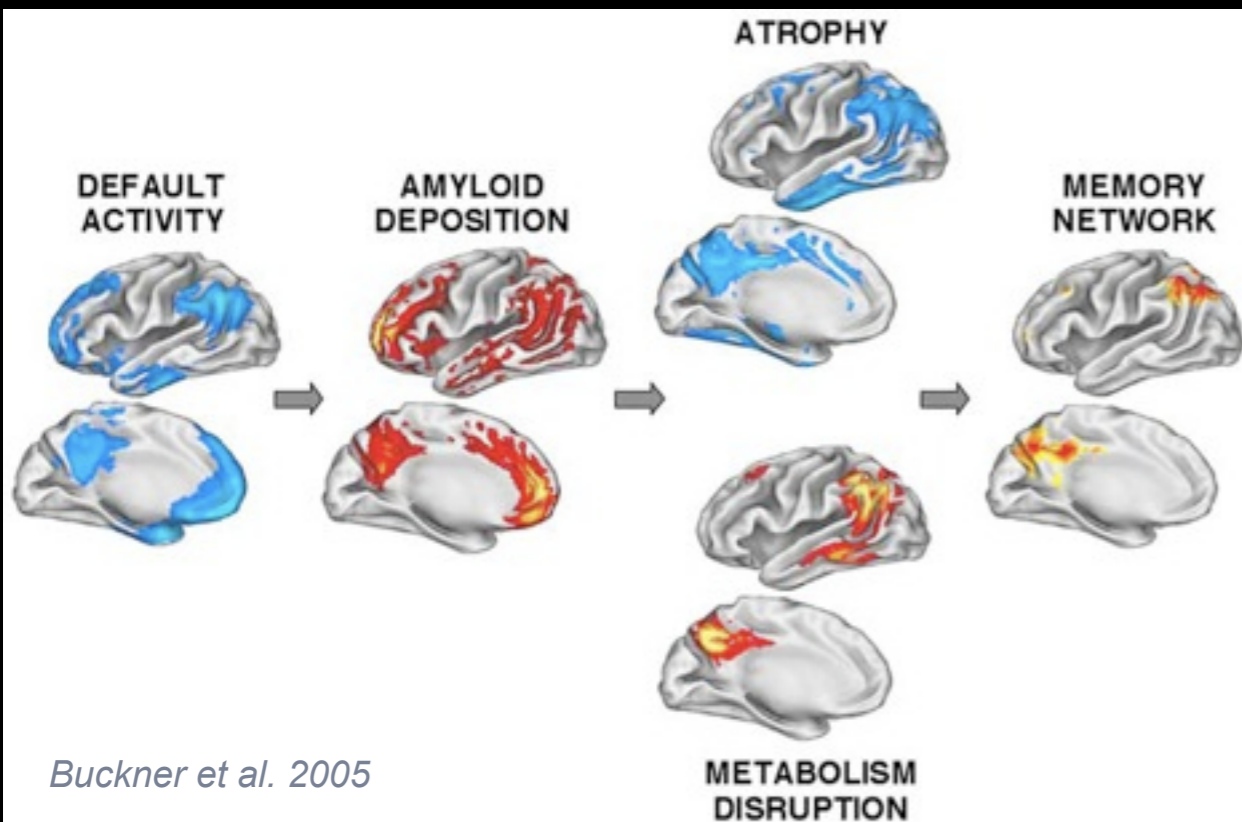 DEFAULT
ACTIVITY
AMYLOID
DEPOSITION
ATROPHY
METABOLISM
DISRUPTION
MEMORY
NETWORK
Buckner et al. 2005